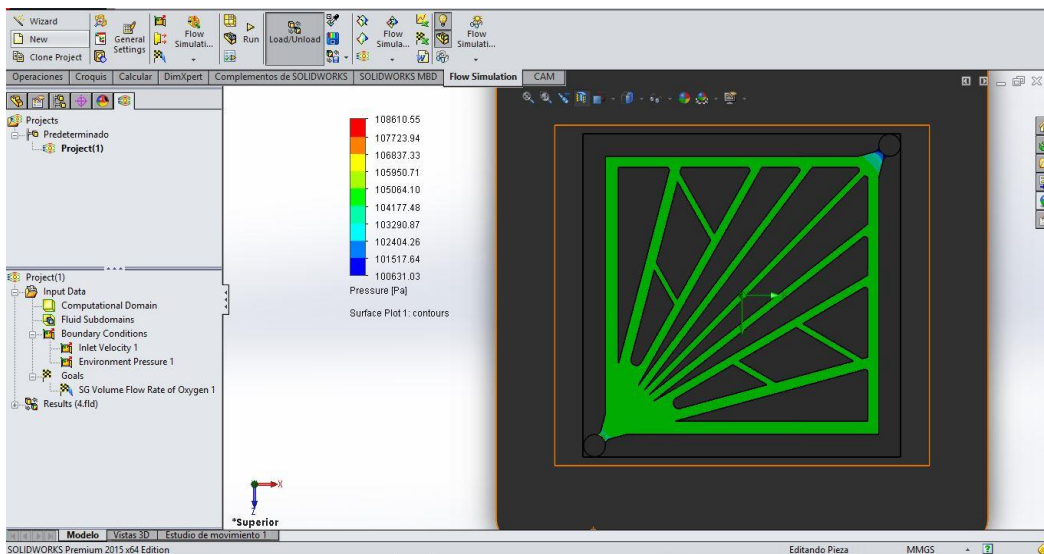 Wizard
New
Clone Project
General Settings
Flow Simulati...
Run
Load/Unload
Flow Simula...
Flow Simulati...
Operaciones Croquis Calcular DimXpert Complementos de SOLIDWORKS SOLIDWORKS MBD Flow Simulation CAM
Projects
Predeterminado
Project(1)
108610.55
107723.94
106837.33
105950.71
105064.10
104177.48
103290.87
102404.26
101517.64
100631.03
Pressure [Pa]
Surface Plot 1: contours
Project(1)
Input Data
Computational Domain
Fluid Subdomains
Boundary Conditions
Inlet Velocity 1
Environment Pressure 1
Goals
SG Volume Flow Rate of Oxygen 1
Results (4.fld)
X
Z
*Superior
Modelo Vistas 3D Estudio de movimiento 1
SOLIDWORKS Premium 2015 x64 Edition Editando Pieza MMGS